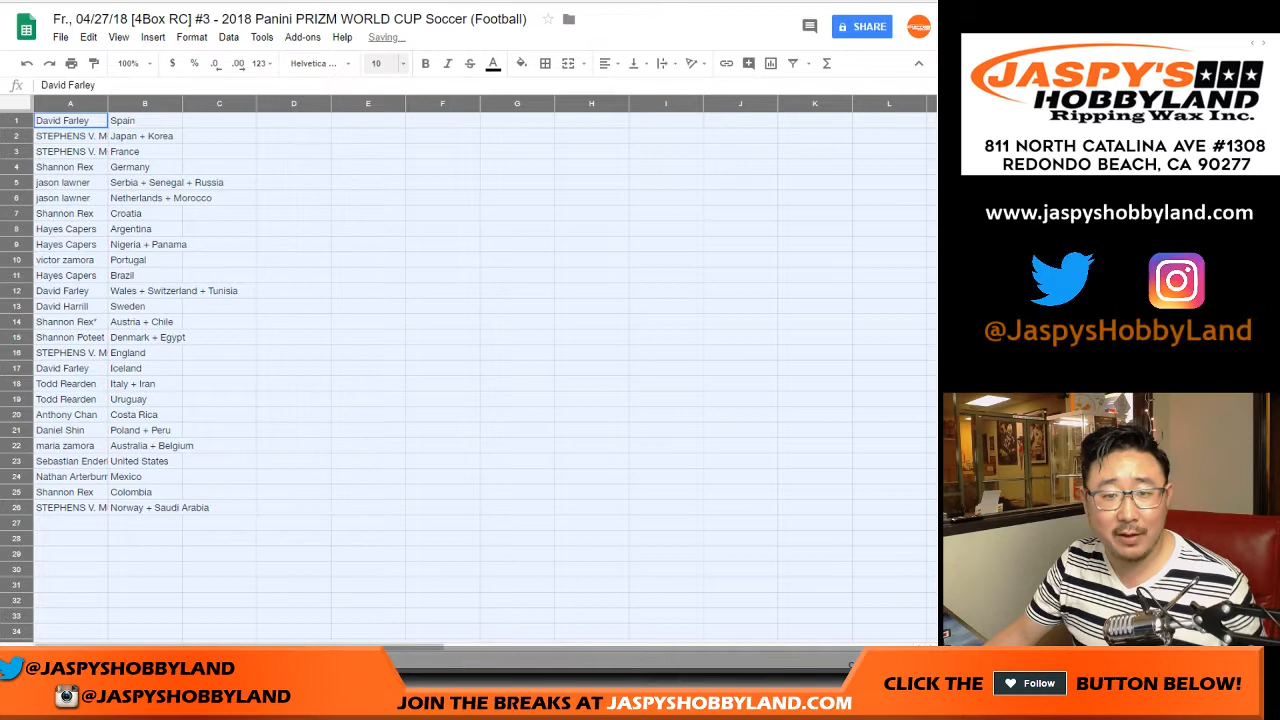 Fr., 04/27/18 [4Box RC] #3 - 2018 Panini PRIZM WORLD CUP Soccer (Football)
File Edit View Insert Format Data Tools Add-ons Help Saving...
SHARE
100% $ % .0 .00 123 Helvetica ... 10 B I S A
fx David Farley
A B C D E F G H I J K L
1 David Farley Spain
2 STEPHENS V. M Japan + Korea
3 STEPHENS V. M France
4 Shannon Rex Germany
5 jason lawner Serbia + Senegal + Russia
6 jason lawner Netherlands + Morocco
7 Shannon Rex Croatia
8 Hayes Capers Argentina
9 Hayes Capers Nigeria + Panama
10 victor zamora Portugal
11 Hayes Capers Brazil
12 David Farley Wales + Switzerland + Tunisia
13 David Harrill Sweden
14 Shannon Rex* Austria + Chile
15 Shannon Poteet Denmark + Egypt
16 STEPHENS V. M England
17 David Farley Iceland
18 Todd Rearden Italy + Iran
19 Todd Rearden Uruguay
20 Anthony Chan Costa Rica
21 Daniel Shin Poland + Peru
22 maria zamora Australia + Belgium
23 Sebastian Ender United States
24 Nathan Arterburn Mexico
25 Shannon Rex Colombia
26 STEPHENS V. M Norway + Saudi Arabia
27
28
29
30
31
32
33
34
JASPY'S
HOBBYLAND
Ripping Wax Inc.
811 NORTH CATALINA AVE #1308
REDONDO BEACH, CA 90277
www.jaspyshobbyland.com
@JaspysHobbyLand
@JASPYSHOBBYLAND
@JASPYSHOBBYLAND
JOIN THE BREAKS AT JASPYSHOBBYLAND.COM
CLICK THE Follow BUTTON BELOW!